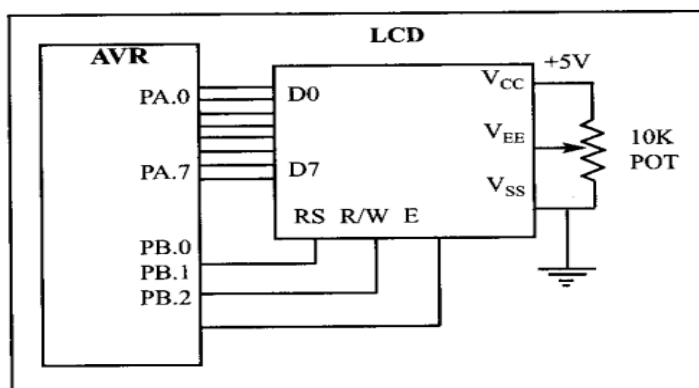 LCD
AVR
PA.0
PA.7
PB.0
PB.1
PB.2
D0
D7
RS R/W E
VCC
VEE
VSS
+5V
10K
POT